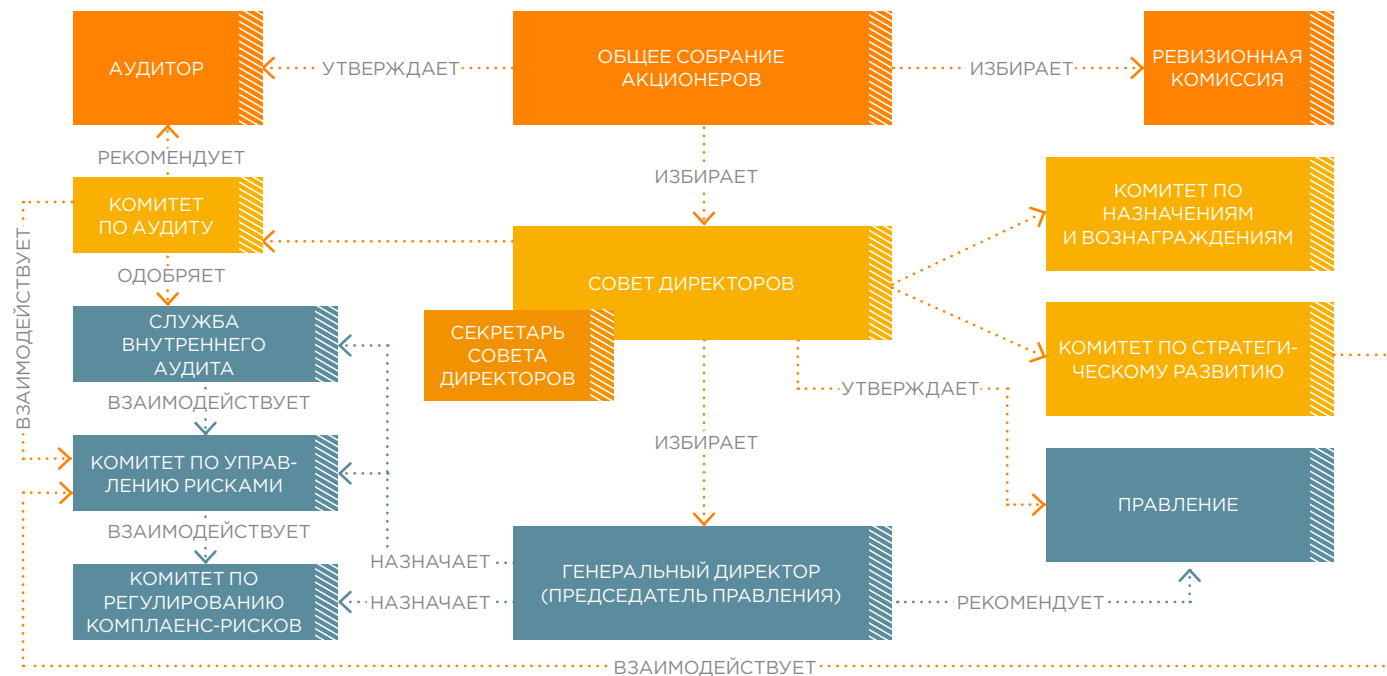 АУДИТОР
УТВЕРЖДАЕТ
ОБЩЕЕ СОБРАНИЕ
АКЦИОНЕРОВ
ИЗБИРАЕТ
РЕВИЗИОННАЯ
КОМИССИЯ
РЕКОМЕНДУЕТ
ИЗБИРАЕТ
КОМИТЕТ
ПО АУДИТУ
КОМИТЕТ ПО
НАЗНАЧЕНИЯМ
И ВОЗНАГРАЖДЕНИЯМ
ОДОБРЯЕТ
СОВЕТ ДИРЕКТОРОВ
ВЗАИМОДЕЙСТВУЕТ
СЛУЖБА
ВНУТРЕННЕГО
АУДИТА
СЕКРЕТАРЬ
СОВЕТА
ДИРЕКТОРОВ
КОМИТЕТ ПО СТРАТЕГИ-
ЧЕСКОМУ РАЗВИТИЮ
УТВЕРЖДАЕТ
ВЗАИМОДЕЙСТВУЕТ
ИЗБИРАЕТ
КОМИТЕТ ПО УПРАВ-
ЛЕНИЮ РИСКАМИ
ПРАВЛЕНИЕ
ВЗАИМОДЕЙСТВУЕТ
НАЗНАЧАЕТ
ГЕНЕРАЛЬНЫЙ ДИРЕКТОР
(ПРЕДСЕДАТЕЛЬ ПРАВЛЕНИЯ)
КОМИТЕТ ПО
РЕГУЛИРОВАНИЮ
КОМПЛАЕНС-РИСКОВ
НАЗНАЧАЕТ
РЕКОМЕНДУЕТ
ВЗАИМОДЕЙСТВУЕТ